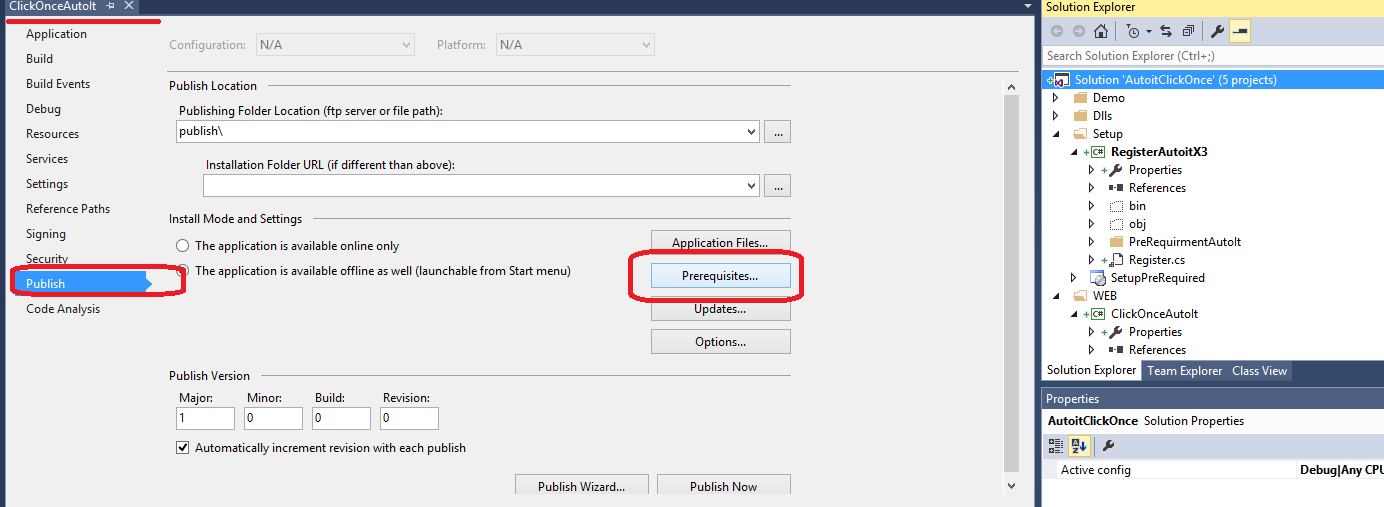 ClickOnceAutoIt
Application
Build
Build Events
Debug
Resources
Services
Settings
Reference Paths
Signing
Security
Publish
Code Analysis
Configuration: N/A Platform: N/A
Publish Location
Publishing Folder Location (ftp server or file path):
publish\
...
Installation Folder URL (if different than above):
...
Install Mode and Settings
The application is available online only
The application is available offline as well (launchable from Start menu)
Application Files...
Prerequisites...
Updates...
Options...
Publish Version
Major: Minor: Build: Revision:
1 0 0 0
Automatically increment revision with each publish
Publish Wizard... Publish Now
Solution Explorer
Search Solution Explorer (Ctrl+;)
Solution 'AutoitClickOnce' (5 projects)
Demo
Dlls
Setup
RegisterAutoitX3
Properties
References
bin
obj
PreRequirmentAutoIt
Register.cs
SetupPreRequired
WEB
ClickOnceAutoIt
Properties
References
Solution Explorer Team Explorer Class View
Properties
AutoitClickOnce Solution Properties
Active config Debug|Any CPU